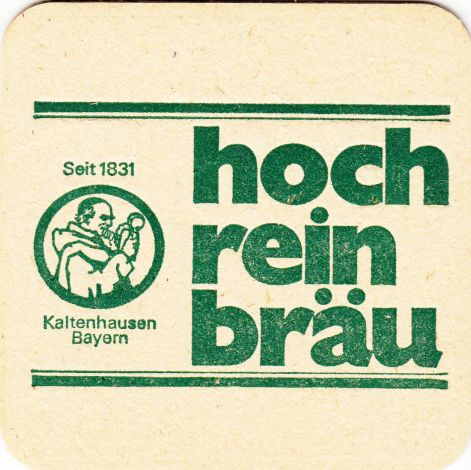 Seit 1831
Kaltenhausen
Bayern
hoch
rein
bräu